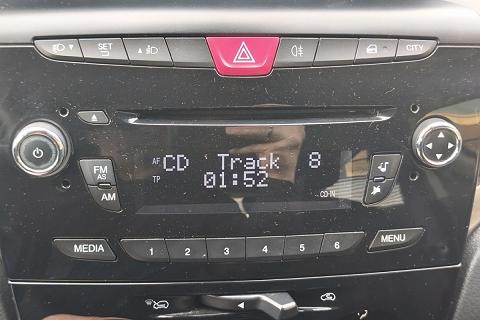 SET
CITY
AF CD Track 8
TP 01:52
CD-IN
FM
AS
AM
MEDIA 1 2 3 4 5 6 MENU